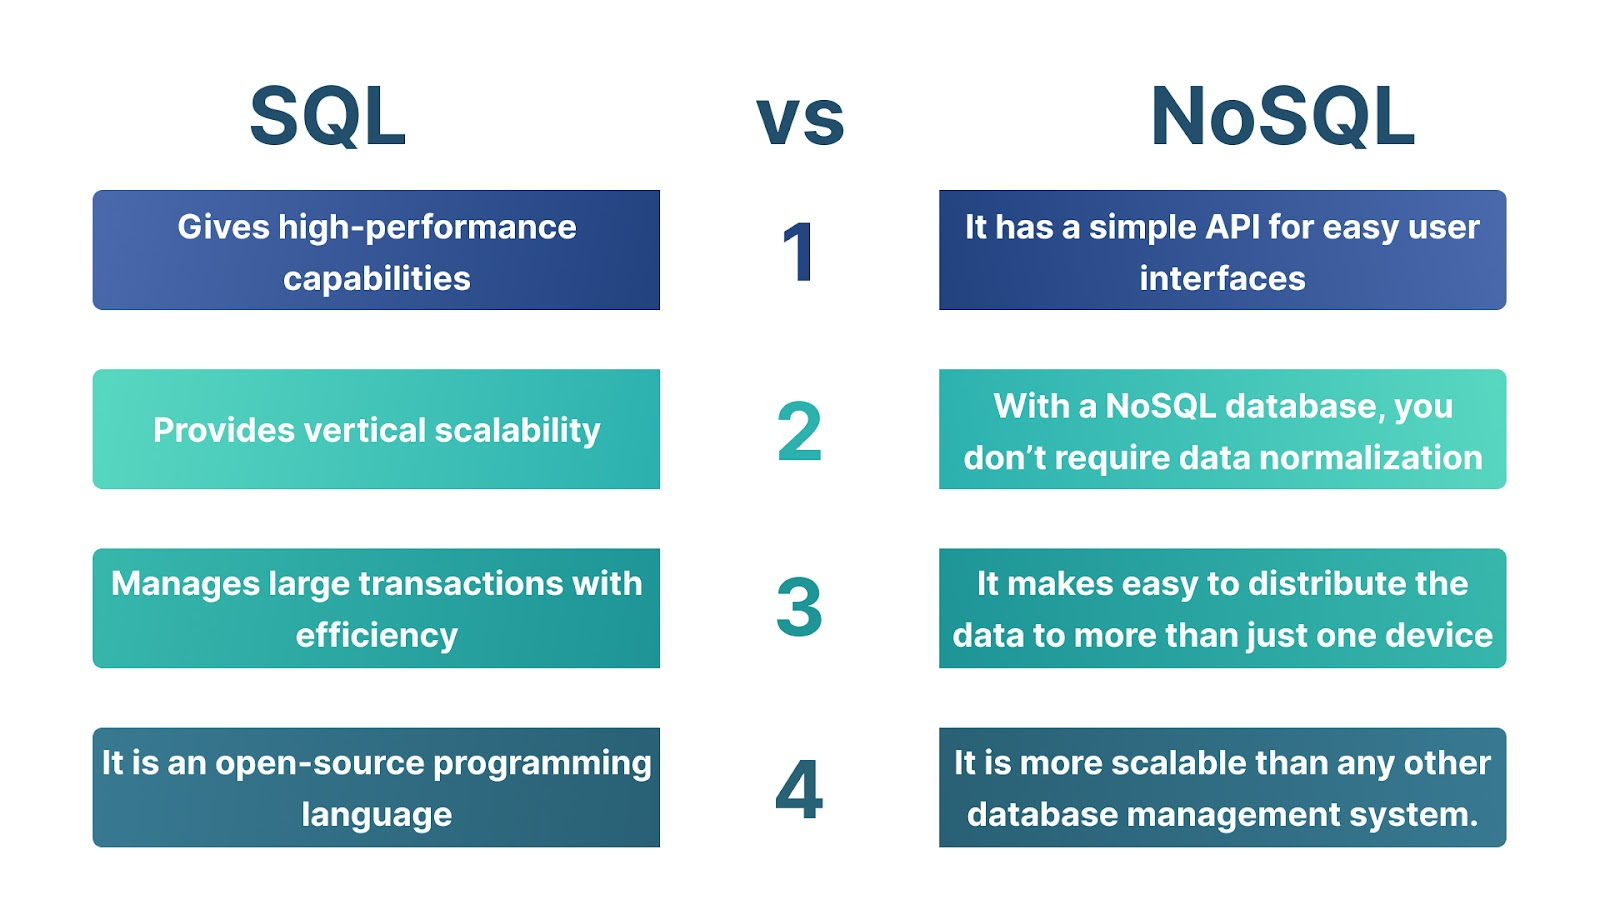 SQL vs NoSQL
Gives high-performance
capabilities
1
It has a simple API for easy user
interfaces
Provides vertical scalability
2
With a NoSQL database, you
don’t require data normalization
Manages large transactions with
efficiency
3
It makes easy to distribute the
data to more than just one device
It is an open-source programming
language
4
It is more scalable than any other
database management system.